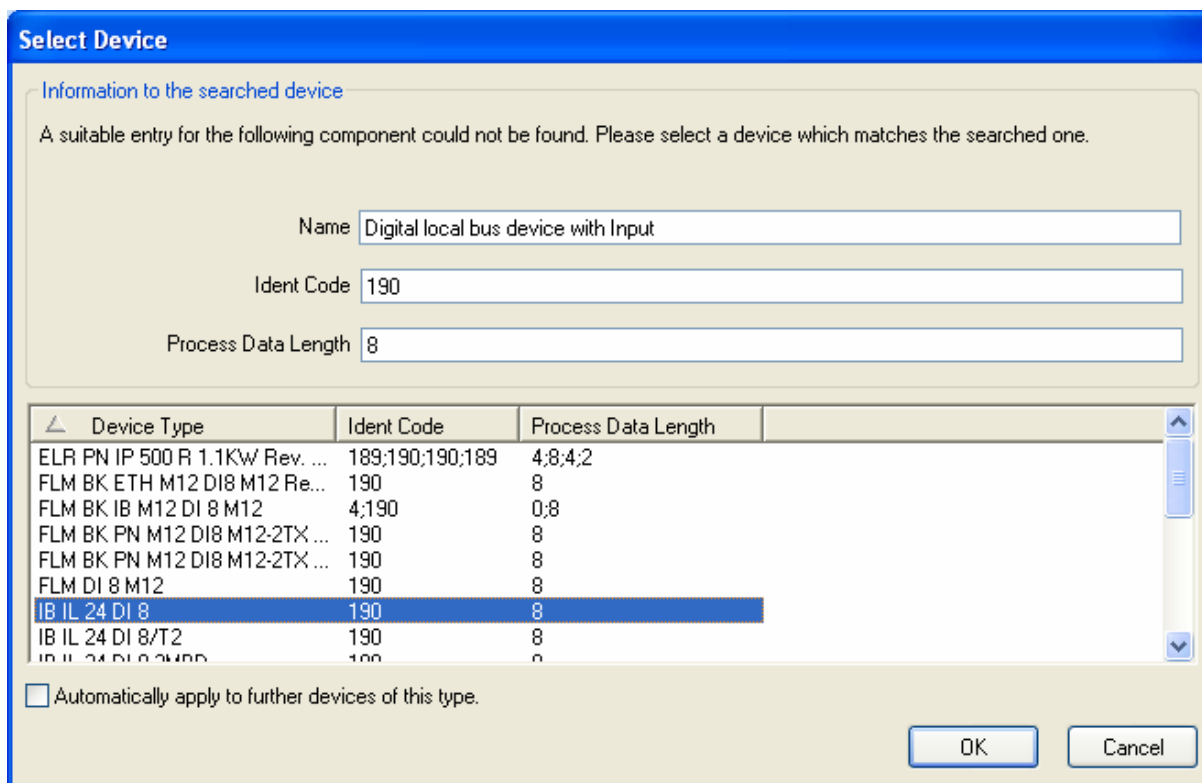 Select Device
Information to the searched device
A suitable entry for the following component could not be found. Please select a device which matches the searched one.
Name Digital local bus device with Input
Ident Code 190
Process Data Length 8
Device Type Ident Code Process Data Length
ELR PN IP 500 R 1.1KW Rev. ... 189;190;190;189 4;8;4;2
FLM BK ETH M12 DI8 M12 Re... 190 8
FLM BK IB M12 DI 8 M12 4;190 0;8
FLM BK PN M12 DI8 M12-2TX ... 190 8
FLM BK PN M12 DI8 M12-2TX ... 190 8
FLM DI 8 M12 190 8
IB IL 24 DI 8 190 8
IB IL 24 DI 8/T2 190 8
Automatically apply to further devices of this type.
OK Cancel